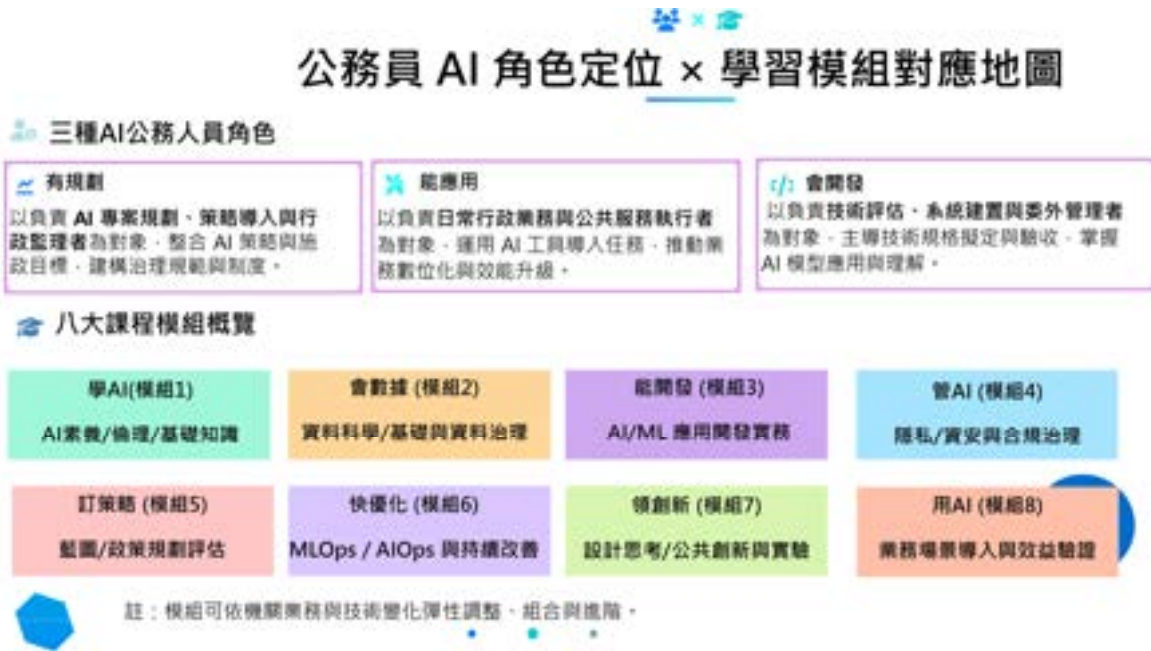 公務員 AI 角色定位 × 學習模組對應地圖
三種AI公務人員角色
有規劃
以負責 AI 專案規劃、策略導入與行
政監理者為對象，整合 AI 策略與施
政目標，建構治理規範與制度。
能應用
以負責日常行政業務與公共服務執行者
為對象，運用 AI 工具導入任務，推動業
務數位化與效能升級。
會開發
以負責技術評估、系統建置與委外管理者
為對象，主導技術規格擬定與驗收，掌握
AI 模型應用與理解。
八大課程模組概覽
學AI(模組1)
AI素養/倫理/基礎知識
會數據 (模組2)
資料科學/基礎與資料治理
能開發 (模組3)
AI/ML 應用開發實務
管AI (模組4)
隱私/資安與合規治理
訂策略 (模組5)
藍圖/政策規劃評估
快優化 (模組6)
MLOps / AIOps 與持續改善
領創新 (模組7)
設計思考/公共創新與實驗
用AI (模組8)
業務場景導入與效益驗證
註：模組可依機關業務與技術變化彈性調整、組合與進階。